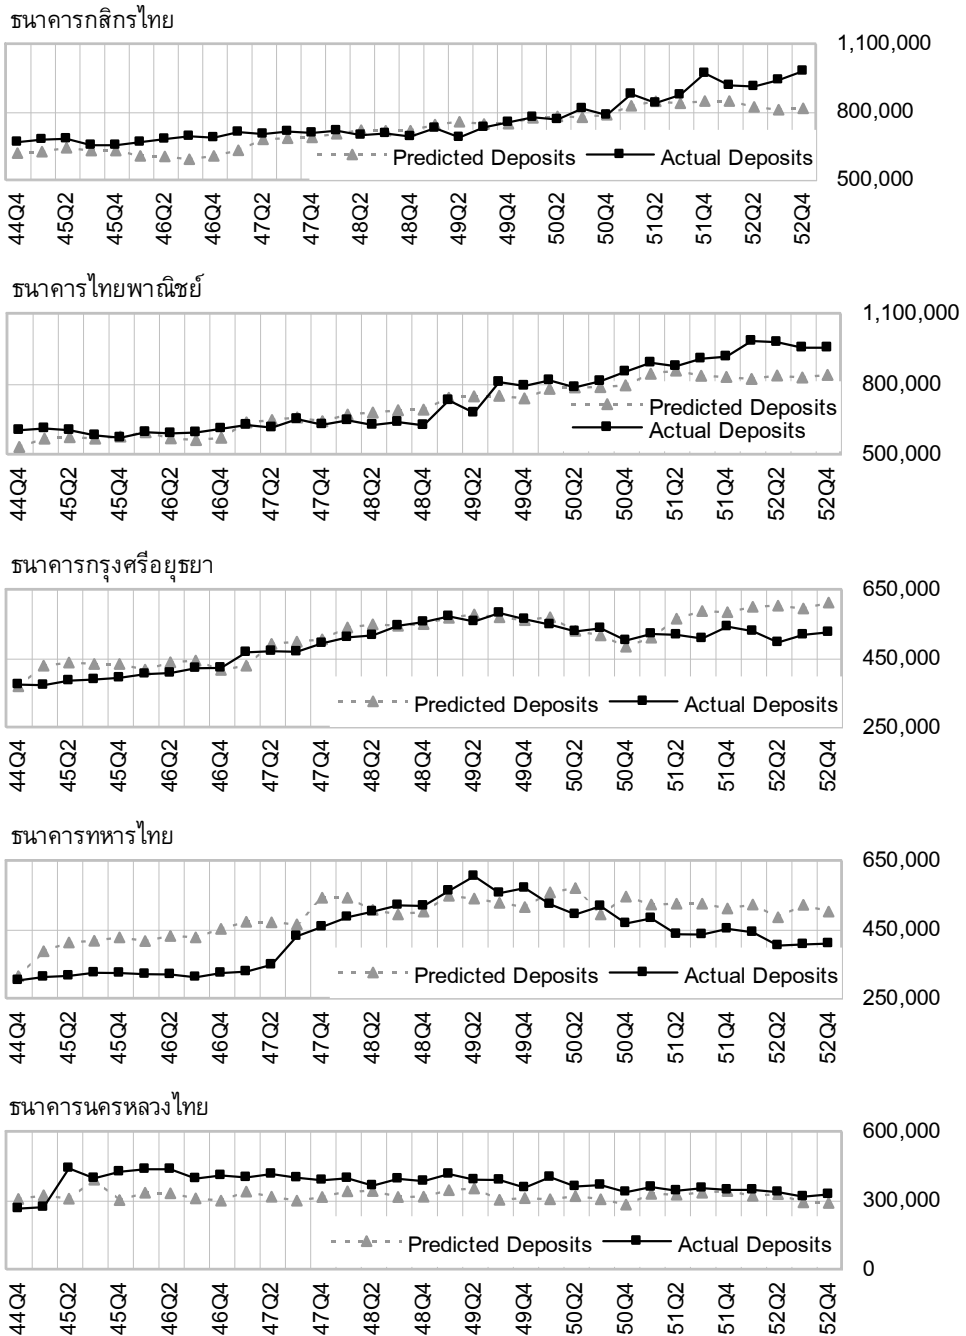 ธนาคารกสิกรไทย
1,100,000
800,000
500,000
Predicted Deposits Actual Deposits
44Q4 45Q2 45Q4 46Q2 46Q4 47Q2 47Q4 48Q2 48Q4 49Q2 49Q4 50Q2 50Q4 51Q2 51Q4 52Q2 52Q4
ธนาคารไทยพาณิชย์
1,100,000
800,000
Predicted Deposits
Actual Deposits
500,000
44Q4 45Q2 45Q4 46Q2 46Q4 47Q2 47Q4 48Q2 48Q4 49Q2 49Q4 50Q2 50Q4 51Q2 51Q4 52Q2 52Q4
ธนาคารกรุงศรีอยุธยา
650,000
450,000
Predicted Deposits Actual Deposits
250,000
44Q4 45Q2 45Q4 46Q2 46Q4 47Q2 47Q4 48Q2 48Q4 49Q2 49Q4 50Q2 50Q4 51Q2 51Q4 52Q2 52Q4
ธนาคารทหารไทย
650,000
450,000
Predicted Deposits Actual Deposits
250,000
44Q4 45Q2 45Q4 46Q2 46Q4 47Q2 47Q4 48Q2 48Q4 49Q2 49Q4 50Q2 50Q4 51Q2 51Q4 52Q2 52Q4
ธนาคารนครหลวงไทย
600,000
300,000
Predicted Deposits Actual Deposits
0
44Q4 45Q2 45Q4 46Q2 46Q4 47Q2 47Q4 48Q2 48Q4 49Q2 49Q4 50Q2 50Q4 51Q2 51Q4 52Q2 52Q4